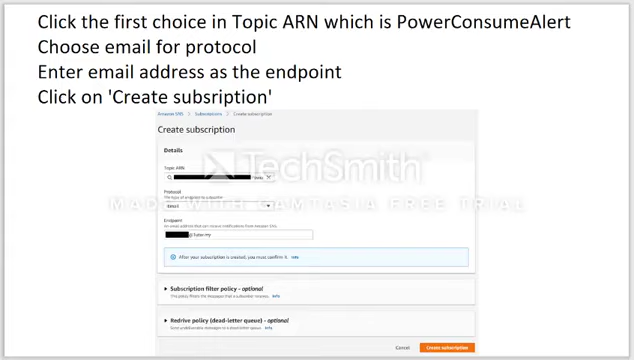 Click the first choice in Topic ARN which is PowerConsumeAlert
Choose email for protocol
Enter email address as the endpoint
Click on 'Create subsription'
Amazon SNS > Subscriptions > Create subscription
Create subscription
Details
Topic ARN
TechSmith
Protocol
The type of endpoint to subscribe
Email
MADE WITH CAMTASIA FREE TRIAL
Endpoint
An email address that can receive notifications from Amazon SNS.
After your subscription is created, you must confirm it. Info
Subscription filter policy - optional
This policy filters the messages that a subscriber receives. Info
Redrive policy (dead-letter queue) - optional
Send undeliverable messages to a dead-letter queue. Info
Cancel
Create subscription